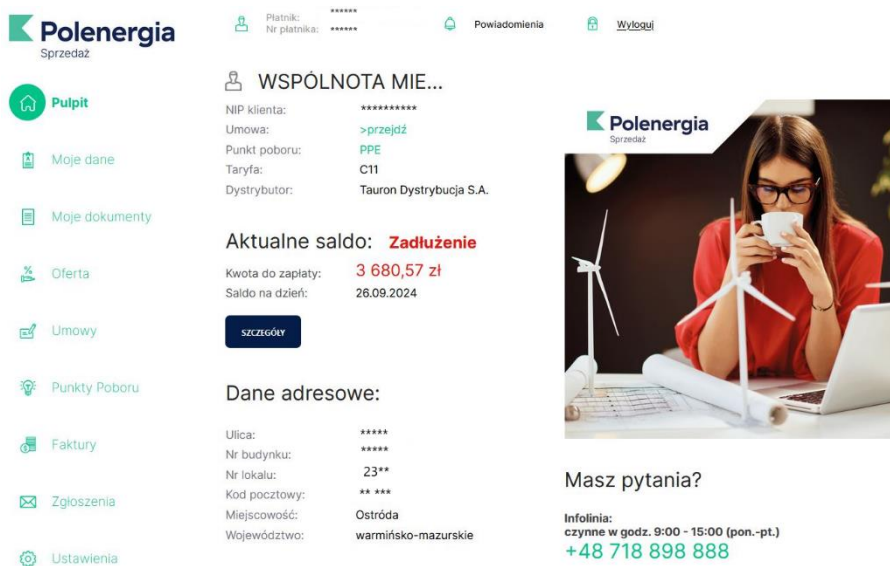 Polenergia
Sprzedaż
Pulpit
Moje dane
Moje dokumenty
Oferta
Umowy
Punkty Poboru
Faktury
Zgłoszenia
Ustawienia
Płatnik: ******
Nr płatnika: ******
Powiadomienia
Wyloguj
WSPÓLNOTA MIE...
NIP klienta: **********
Umowa: >przejdź
Punkt poboru: PPE
Taryfa: C11
Dystrybutor: Tauron Dystrybucja S.A.
Aktualne saldo: Zadłużenie
Kwota do zapłaty: 3 680,57 zł
Saldo na dzień: 26.09.2024
SZCZEGÓŁY
Dane adresowe:
Ulica: *****
Nr budynku: *****
Nr lokalu: 23**
Kod pocztowy: ** ***
Miejscowość: Ostróda
Województwo: warmińsko-mazurskie
Polenergia
Sprzedaż
Masz pytania?
Infolinia:
czynne w godz. 9:00 - 15:00 (pon.-pt.)
+48 718 898 888